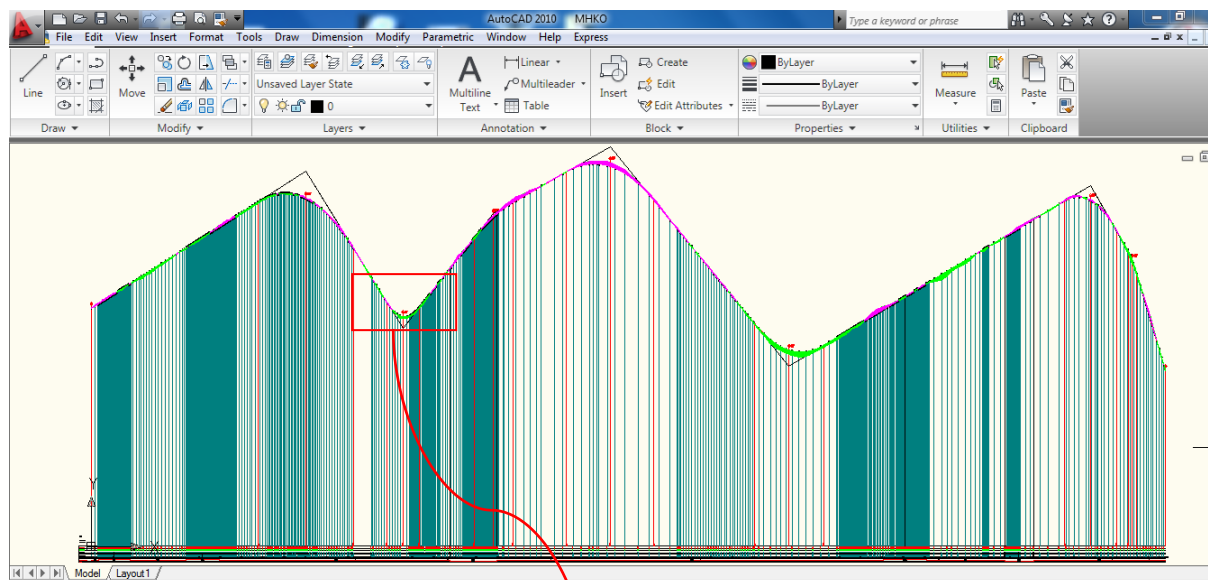 AutoCAD 2010 MHKO
Type a keyword or phrase
File Edit View Insert Format Tools Draw Dimension Modify Parametric Window Help Express
Line
Move
Unsaved Layer State
0
Multiline
Text
Linear
Multileader
Table
Insert
Create
Edit
Edit Attributes
ByLayer
ByLayer
ByLayer
Measure
Paste
Draw
Modify
Layers
Annotation
Block
Properties
Utilities
Clipboard
Y
X
Model
Layout1